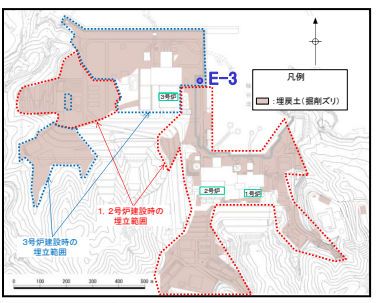 E-3
凡例
:埋戻土(掘削ズリ)
3号炉
2号炉
1号炉
1, 2号炉建設時の
埋立範囲
3号炉建設時の
埋立範囲
0 100 200 300 400 500 m